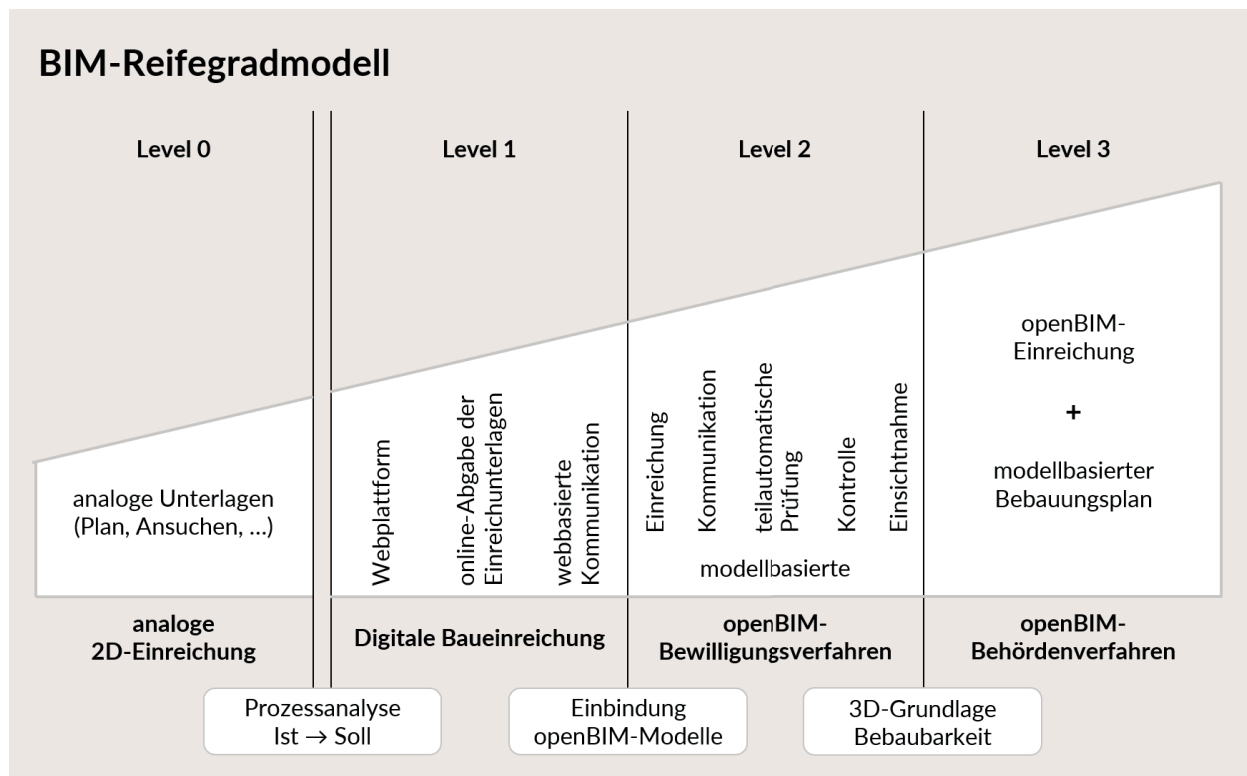 BIM-Reifegradmodell
Level 0
Level 1
Level 2
Level 3
analoge Unterlagen
(Plan, Ansuchen, ...)
Webplattform
online-Abgabe der
Einreichunterlagen
webbasierte
Kommunikation
Einreichung
Kommunikation
teilautomatische
Prüfung
Kontrolle
Einsichtnahme
modellbasierte
openBIM-
Einreichung
+
modellbasierter
Bebauungsplan
analoge
2D-Einreichung
Digitale Baueinreichung
openBIM-
Bewilligungsverfahren
openBIM-
Behördenverfahren
Prozessanalyse
Ist → Soll
Einbindung
openBIM-Modelle
3D-Grundlage
Bebaubarkeit